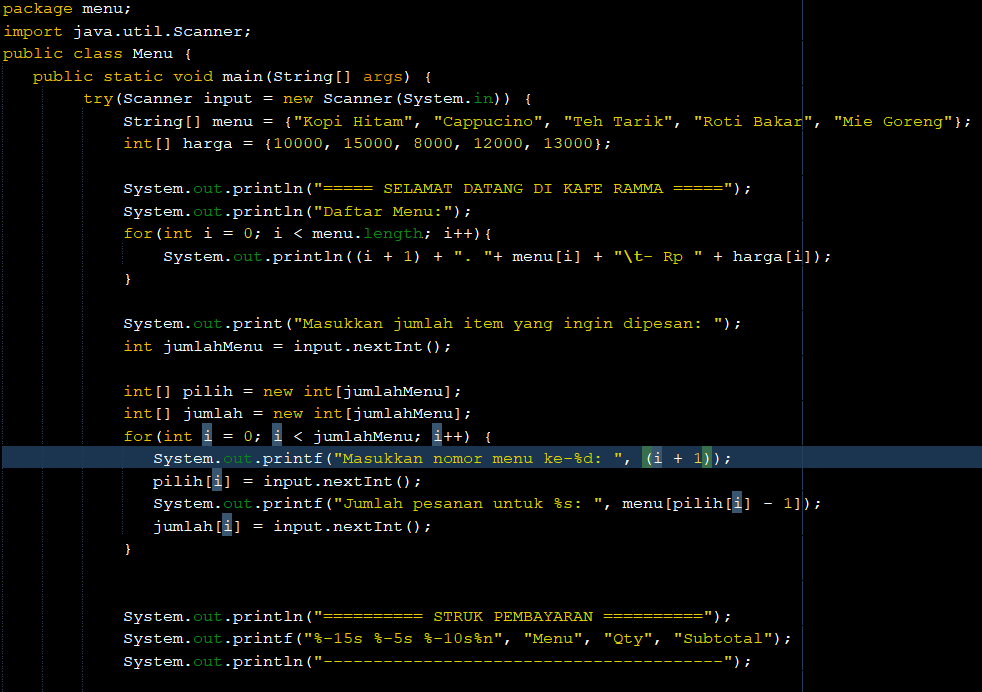 package menu;
import java.util.Scanner;
public class Menu {
public static void main(String[] args) {
try(Scanner input = new Scanner(System.in)) {
String[] menu = {"Kopi Hitam", "Cappucino", "Teh Tarik", "Roti Bakar", "Mie Goreng"};
int[] harga = {10000, 15000, 8000, 12000, 13000};
System.out.println("===== SELAMAT DATANG DI KAFE RAMMA =====");
System.out.println("Daftar Menu:");
for(int i = 0; i < menu.length; i++){
System.out.println((i + 1) + ". "+ menu[i] + "\t- Rp " + harga[i]);
}
System.out.print("Masukkan jumlah item yang ingin dipesan: ");
int jumlahMenu = input.nextInt();
int[] pilih = new int[jumlahMenu];
int[] jumlah = new int[jumlahMenu];
for(int i = 0; i < jumlahMenu; i++) {
System.out.printf("Masukkan nomor menu ke-%d: ", (i + 1));
pilih[i] = input.nextInt();
System.out.printf("Jumlah pesanan untuk %s: ", menu[pilih[i] - 1]);
jumlah[i] = input.nextInt();
}
System.out.println("========== STRUK PEMBAYARAN ==========");
System.out.printf("%-15s %-5s %-10s%n", "Menu", "Qty", "Subtotal");
System.out.println("----------------------------------------");